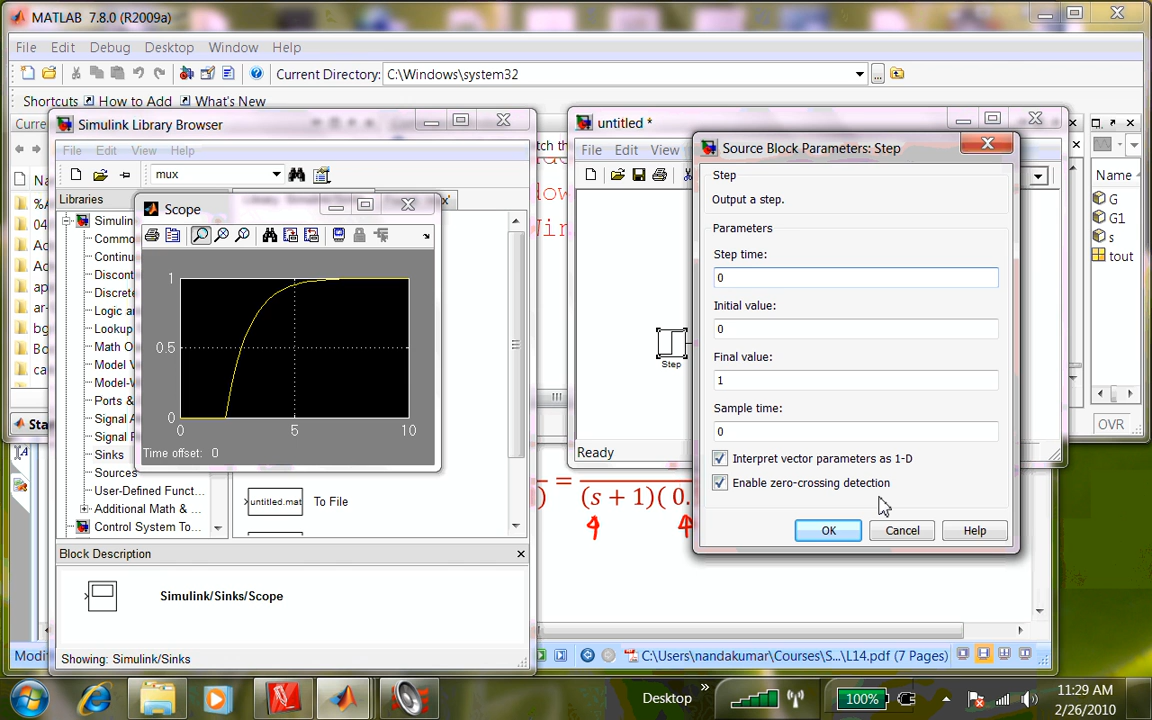 MATLAB 7.8.0 (R2009a)
File Edit Debug Desktop Window Help
Current Directory: C:\Windows\system32 ...
Shortcuts How to Add What's New
Simulink Library Browser
File Edit View Help
mux
Libraries
Simulin
Commo
Continu
Discont
Discrete
Logic ar
Lookup
Math O
Model V
Model-W
Ports &
Signal A
Signal F
Sinks
Sources
User-Defined Funct...
Additional Math & ...
Control System To...
Scope
1
0.5
0
0 5 10
Time offset: 0
untitled.mat To File
Block Description
Simulink/Sinks/Scope
Showing: Simulink/Sinks
untitled *
File Edit View
Step
Ready
Source Block Parameters: Step
Step
Output a step.
Parameters
Step time:
0
Initial value:
0
Final value:
1
Sample time:
0
Interpret vector parameters as 1-D
Enable zero-crossing detection
OK Cancel Help
Name
G
G1
s
tout
OVR
) = (s + 1)( 0.
C:\Users\nandakumar\Courses\S...\L14.pdf (7 Pages)
Desktop »
100%
11:29 AM
2/26/2010